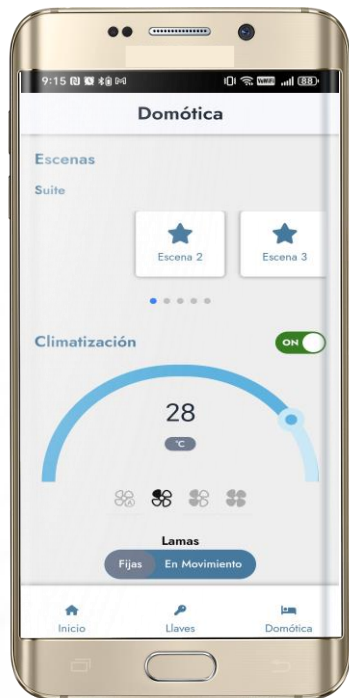 9:15
88
Domótica
Escenas
Suite
Escena 2
Escena 3
Climatización
ON
28
°C
A
Lamas
Fijas En Movimiento
Inicio Llaves Domótica